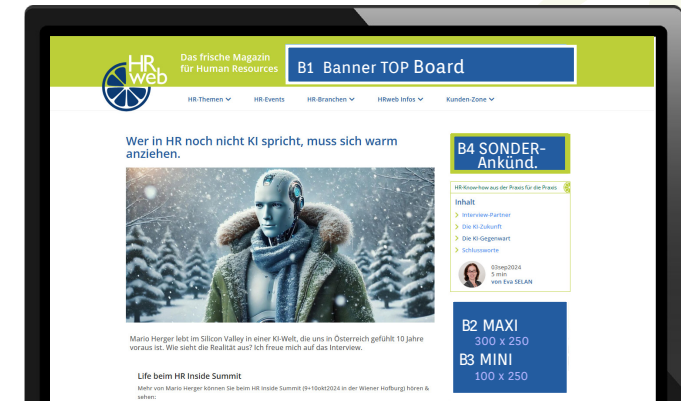 HR
web
Das frische Magazin
für Human Resources
B1 Banner TOP Board
HR-Themen
HR-Events
HR-Branchen
HRweb Infos
Kunden-Zone
Wer in HR noch nicht KI spricht, muss sich warm
anziehen.
B4 SONDER-
Ankünd.
HR-Know-how aus der Praxis für die Praxis
Inhalt
Interview-Partner
Die KI-Zukunft
Die KI-Gegenwart
Schlussworte
03sep2024
5 min
von Eva SELAN
B2 MAXI
300 x 250
B3 MINI
100 x 250
Mario Herger lebt im Silicon Valley in einer KI-Welt, die uns in Österreich gefühlt 10 Jahre
voraus ist. Wie sieht die Realität aus? Ich freue mich auf das Interview.
Life beim HR Inside Summit
Mehr von Mario Herger können Sie beim HR Inside Summit (9+10okt2024 in der Wiener Hofburg) hören &
sehen: